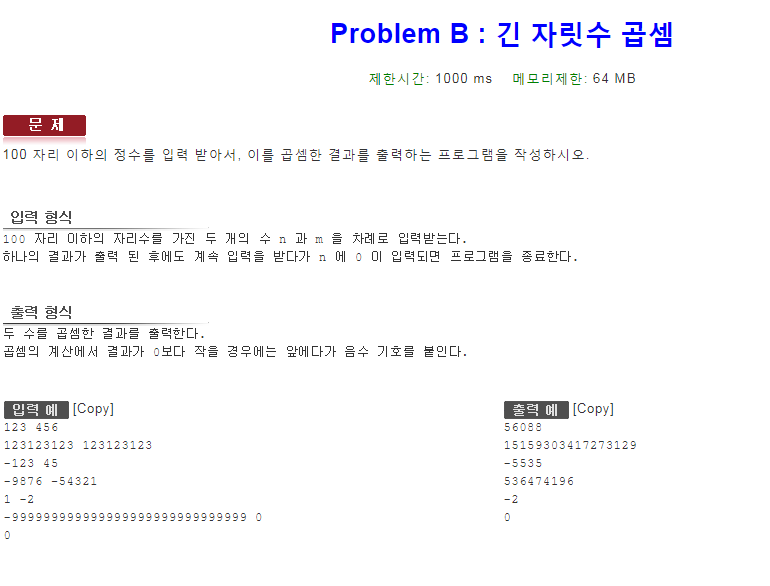 Problem B : 긴 자릿수 곱셈
제한시간: 1000 ms 메모리제한: 64 MB
문 제
100 자리 이하의 정수를 입력 받아서, 이를 곱셈한 결과를 출력하는 프로그램을 작성하시오.
입력 형식
100 자리 이하의 자리수를 가진 두 개의 수 n 과 m 을 차례로 입력받는다.
하나의 결과가 출력 된 후에도 계속 입력을 받다가 n 에 0 이 입력되면 프로그램을 종료한다.
출력 형식
두 수를 곱셈한 결과를 출력한다.
곱셈의 계산에서 결과가 0보다 작을 경우에는 앞에다가 음수 기호를 붙인다.
입력 예 [Copy]
123 456
123123123 123123123
-123 45
-9876 -54321
1 -2
-9999999999999999999999999999999 0
0
출력 예 [Copy]
56088
15159303417273129
-5535
536474196
-2
0